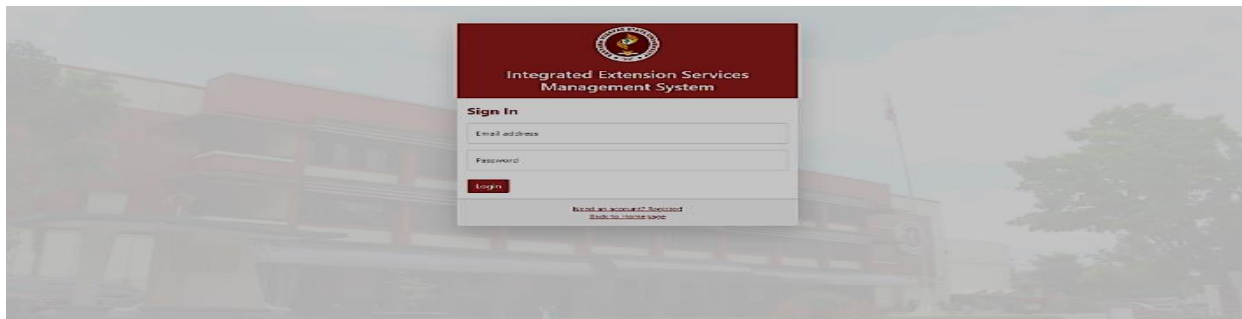 Integrated Extension Services
Management System
Sign In
Email address
Password
Login
Need an account? Register!
Back to Home page